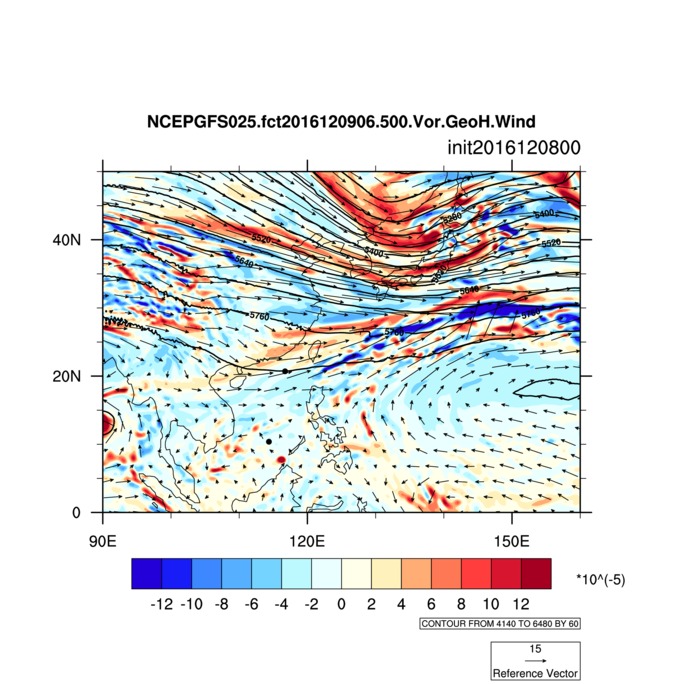 NCEPGFS025.fct2016120906.500.Vor.GeoH.Wind
init2016120800
40N
20N
0
90E 120E 150E
5280
5400
5400
5520
5520
5640
5640
5760
5760
5760
-12 -10 -8 -6 -4 -2 0 2 4 6 8 10 12
*10^(-5)
CONTOUR FROM 4140 TO 6480 BY 60
15
Reference Vector